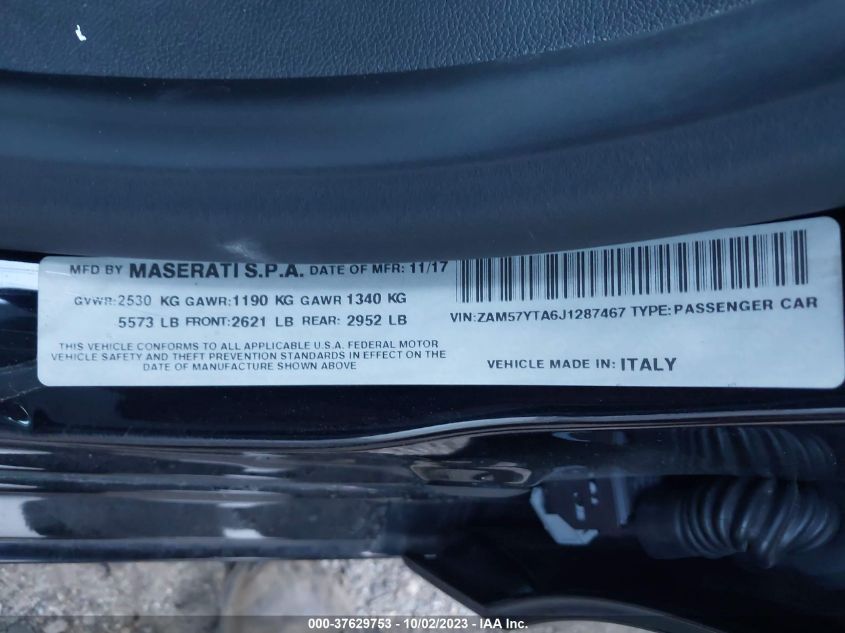 MFD BY MASERATI S.P.A. DATE OF MFR: 11/17
GVWR:2530 KG GAWR:1190 KG GAWR 1340 KG
5573 LB FRONT:2621 LB REAR: 2952 LB
THIS VEHICLE CONFORMS TO ALL APPLICABLE U.S.A. FEDERAL MOTOR
VEHICLE SAFETY AND THEFT PREVENTION STANDARDS IN EFFECT ON THE
DATE OF MANUFACTURE SHOWN ABOVE
VIN:ZAM57YTA6J1287467 TYPE:PASSENGER CAR
VEHICLE MADE IN: ITALY
000-37629753 - 10/02/2023 - IAA Inc.